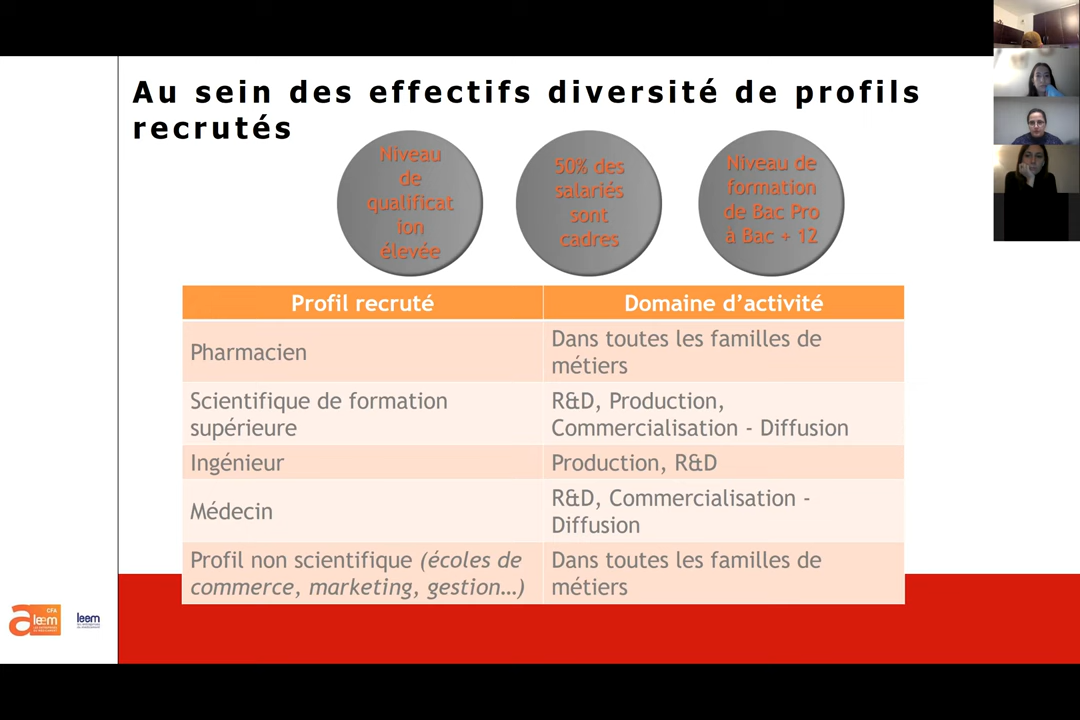 Au sein des effectifs diversité de profils
recrutés
Niveau
de
qualificat
ion
élevée
50% des
salariés
sont
cadres
Niveau de
formation
de Bac Pro
à Bac + 12
Profil recruté
Domaine d’activité
Pharmacien
Dans toutes les familles de
métiers
Scientifique de formation
supérieure
R&D, Production,
Commercialisation - Diffusion
Ingénieur
Production, R&D
Médecin
R&D, Commercialisation -
Diffusion
Profil non scientifique (écoles de
commerce, marketing, gestion…)
Dans toutes les familles de
métiers
CFA
leem
leem